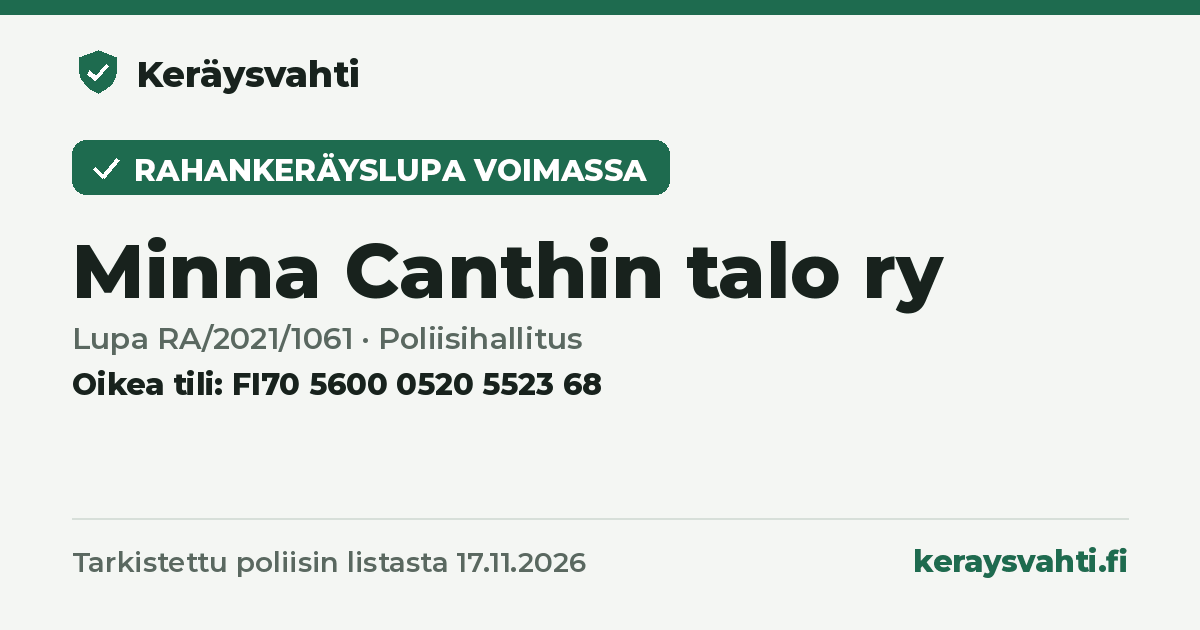 Keräysvahti
RAHANKERÄYSLUPA VOIMASSA
Minna Canthin talo ry
Lupa RA/2021/1061 · Poliisihallitus
Oikea tili: FI70 5600 0520 5523 68
Tarkistettu poliisin listasta 17.11.2026
keraysvahti.fi